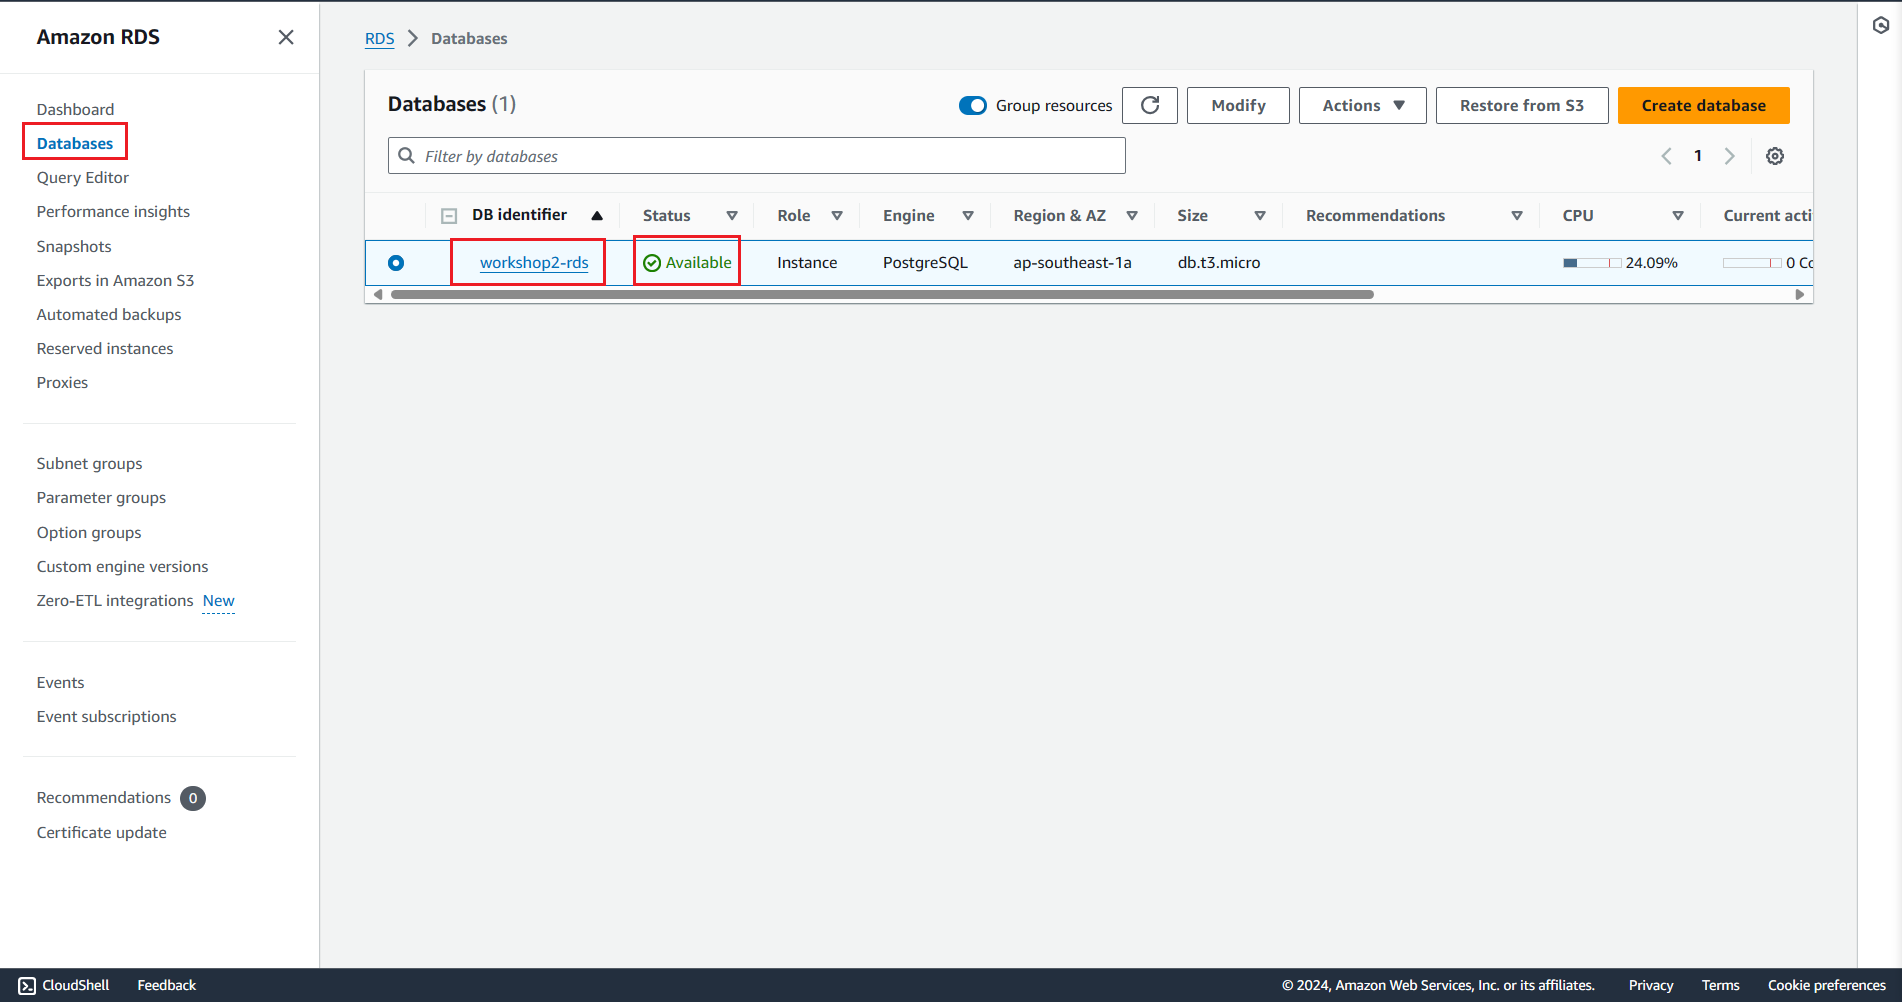 Amazon RDS
Dashboard
Databases
Query Editor
Performance insights
Snapshots
Exports in Amazon S3
Automated backups
Reserved instances
Proxies
Subnet groups
Parameter groups
Option groups
Custom engine versions
Zero-ETL integrations New
Events
Event subscriptions
Recommendations 0
Certificate update
RDS Databases
Databases (1)
Group resources Modify Actions Restore from S3 Create database
Filter by databases 1
DB identifier Status Role Engine Region & AZ Size Recommendations CPU Current acti
workshop2-rds Available Instance PostgreSQL ap-southeast-1a db.t3.micro 24.09% 0 Co
CloudShell Feedback © 2024, Amazon Web Services, Inc. or its affiliates. Privacy Terms Cookie preferences